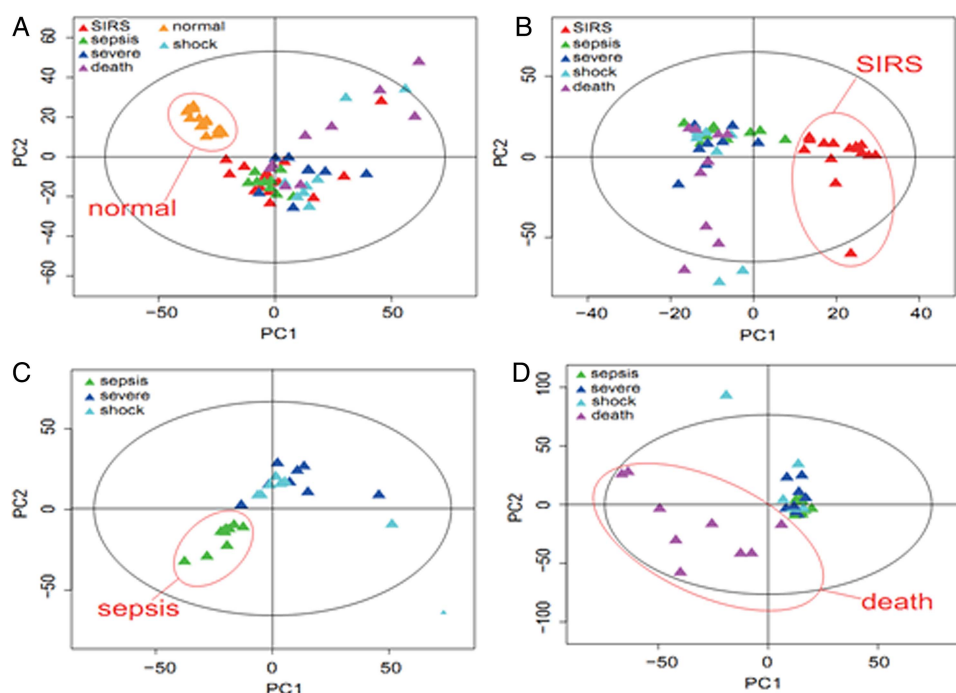 A
SIRS normal
sepsis shock
severe
death
60
40
20
0
−20
−40
−60
PC2
normal
−50 0 50
PC1
B
SIRS
sepsis
severe
shock
death
SIRS
50
0
−50
PC2
−40 −20 0 20 40
PC1
C
sepsis
severe
shock
50
0
−50
PC2
sepsis
−50 0 50
PC1
D
sepsis
severe
shock
death
100
50
0
−50
−100
PC2
death
−50 0 50
PC1